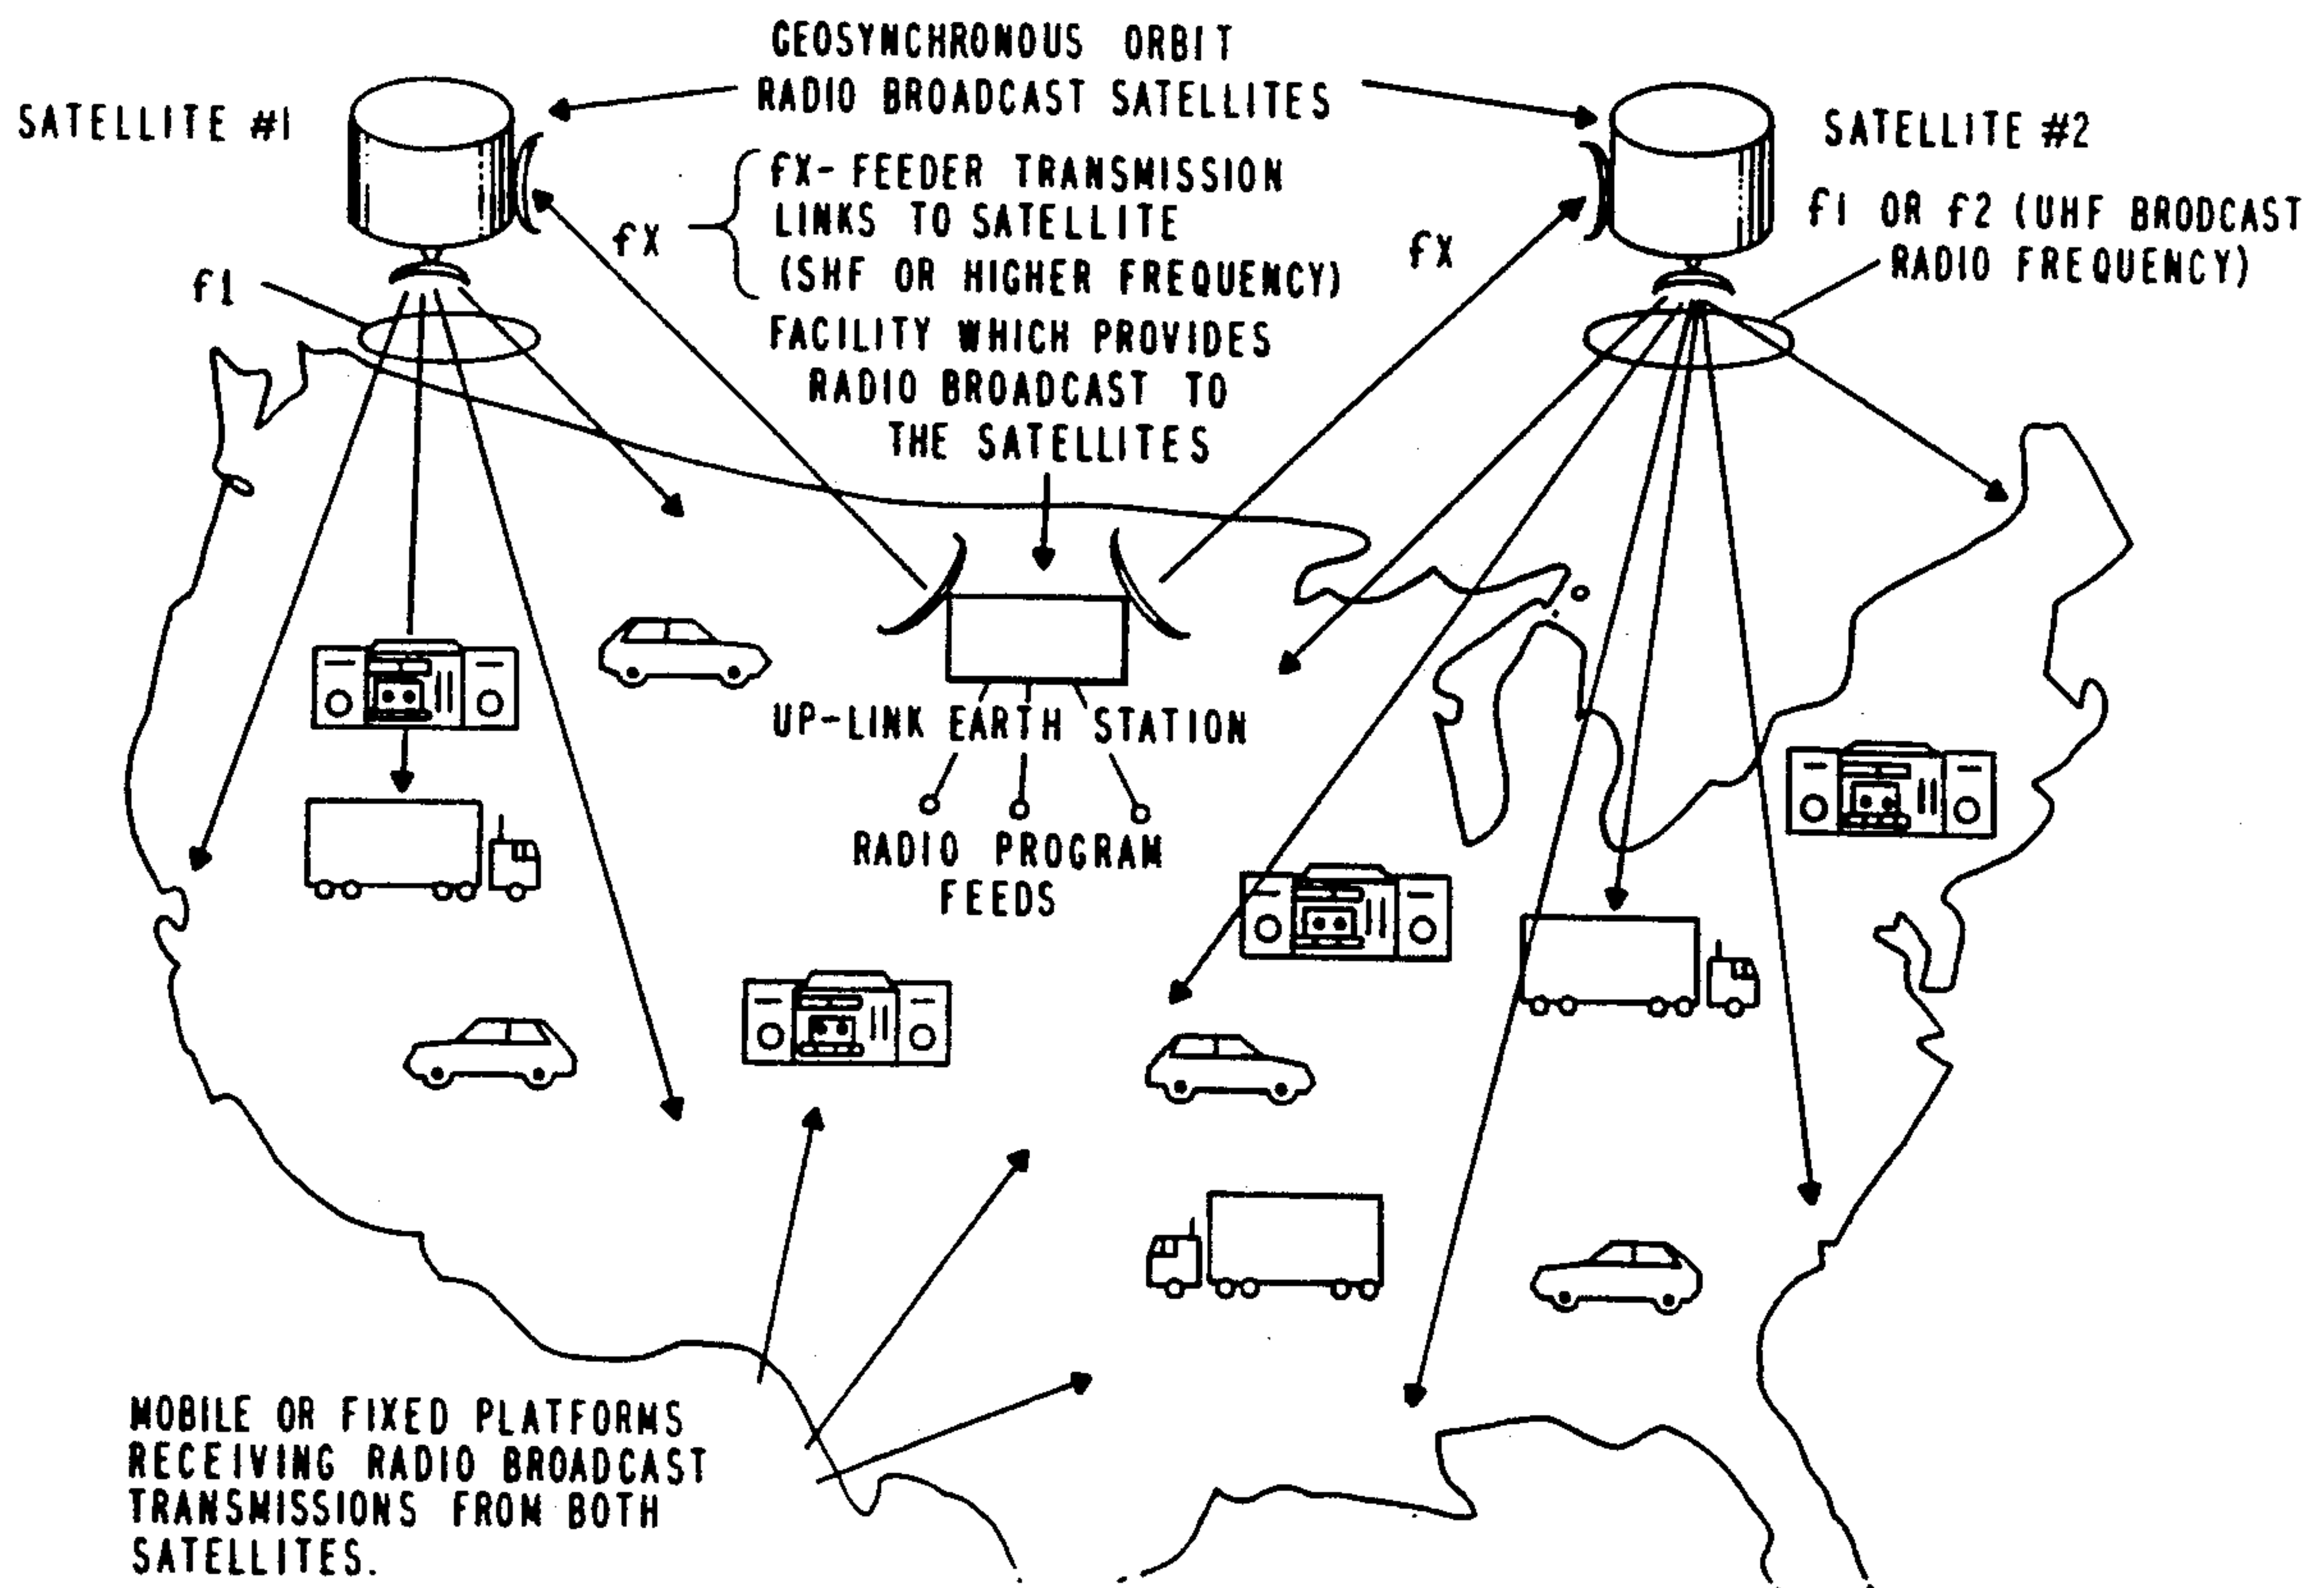 GEOSYNCHRONOUS ORBIT
RADIO BROADCAST SATELLITES
SATELLITE #1
SATELLITE #2
fX- FEEDER TRANSMISSION
LINKS TO SATELLITE
(SHF OR HIGHER FREQUENCY)
fX
fX
f1 OR f2 (UHF BRODCAST
RADIO FREQUENCY)
f1
FACILITY WHICH PROVIDES
RADIO BROADCAST TO
THE SATELLITES
UP-LINK EARTH STATION
RADIO PROGRAM
FEEDS
MOBILE OR FIXED PLATFORMS
RECEIVING RADIO BROADCAST
TRANSMISSIONS FROM BOTH
SATELLITES.